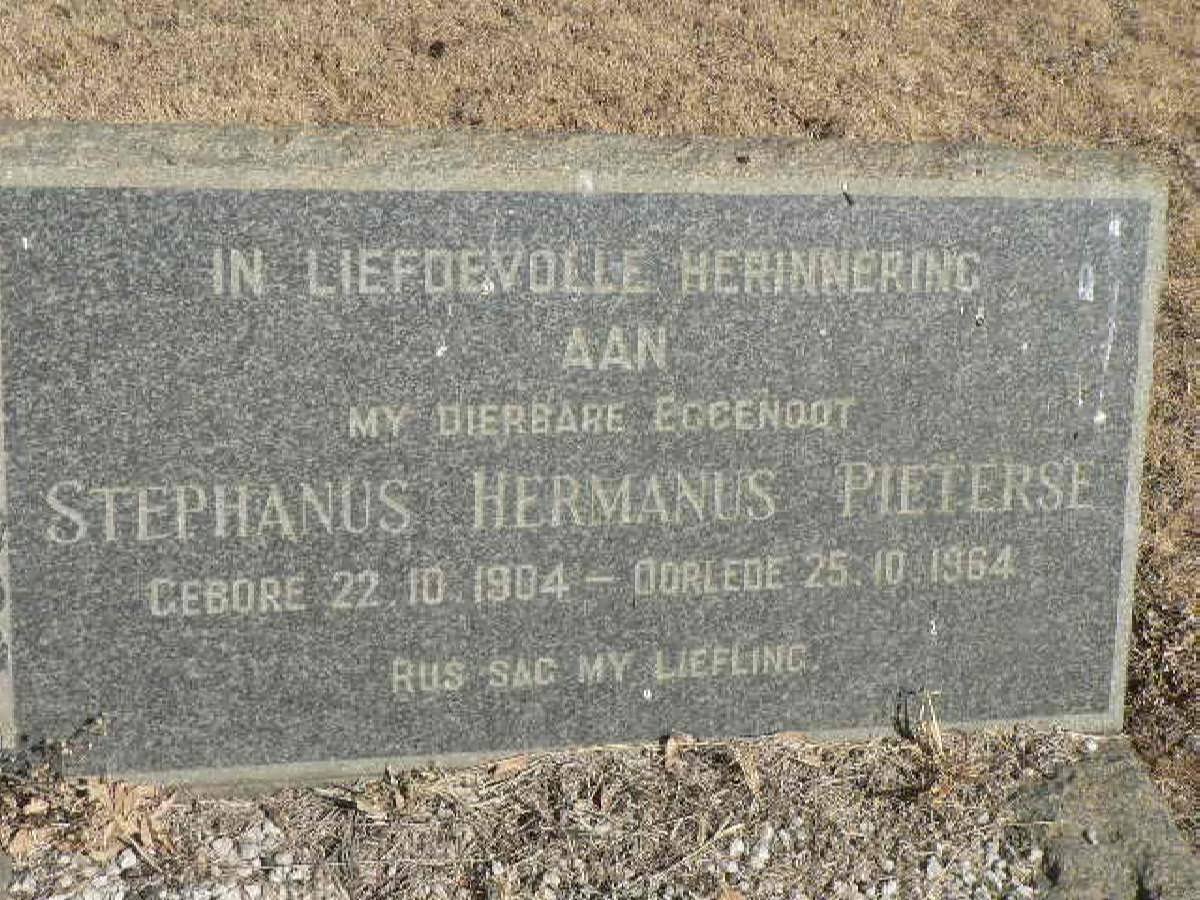 IN LIEFDEVOLLE HERINNERING
AAN
MY DIERBARE EGGENOOT
STEPHANUS HERMANUS PIETERSE
GEBORE 22.10.1904 – OORLEDE 25.10.1964
RUS SAG MY LIEFLING.